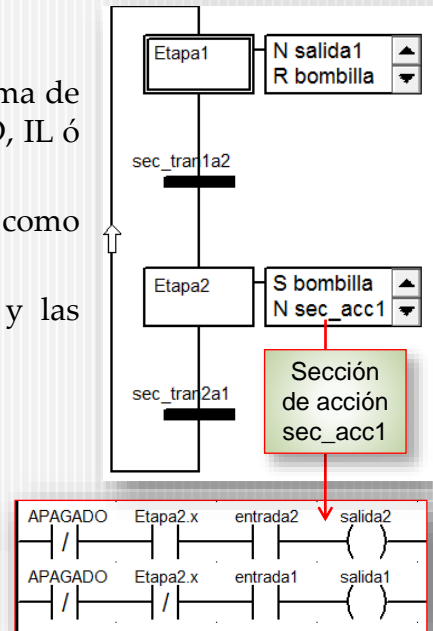 Etapa1
N salida1
R bombilla
ma de
, IL ó
sec_tran1a2
como
Etapa2
S bombilla
N sec_acc1
y las
sec_tran2a1
Sección
de acción
sec_acc1
APAGADO Etapa2.x entrada2 salida2
APAGADO Etapa2.x entrada1 salida1